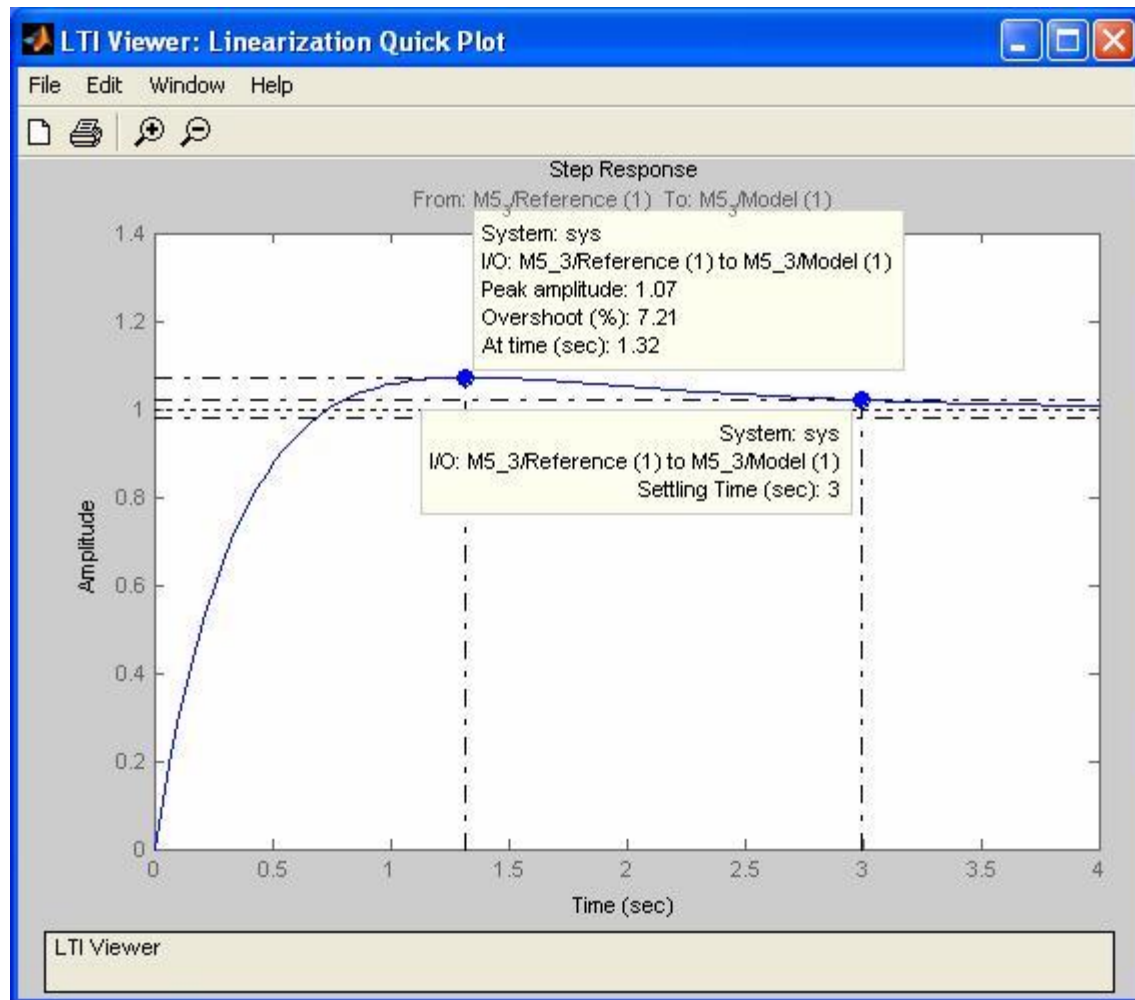 LTI Viewer: Linearization Quick Plot
File Edit Window Help
Step Response
From: M5_3/Reference (1) To: M5_3/Model (1)
System: sys
I/O: M5_3/Reference (1) to M5_3/Model (1)
Peak amplitude: 1.07
Overshoot (%): 7.21
At time (sec): 1.32
System: sys
I/O: M5_3/Reference (1) to M5_3/Model (1)
Settling Time (sec): 3
Amplitude
1.4
1.2
1
0.8
0.6
0.4
0.2
0
0 0.5 1 1.5 2 2.5 3 3.5 4
Time (sec)
LTI Viewer